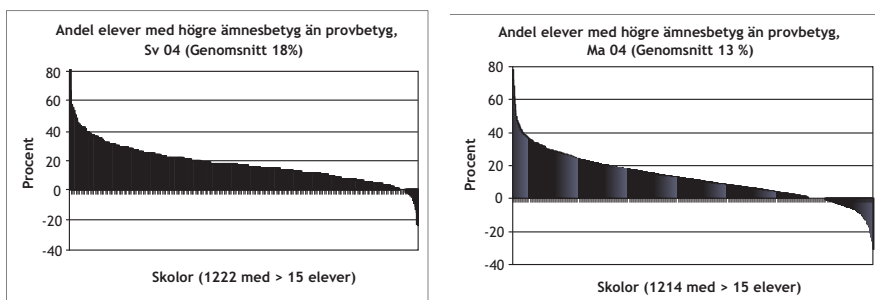 Andel elever med högre ämnesbetyg än provbetyg,
Sv 04 (Genomsnitt 18%)
80
60
40
20
0
-20
-40
Procent
Skolor (1222 med > 15 elever)
Andel elever med högre ämnesbetyg än provbetyg,
Ma 04 (Genomsnitt 13 %)
80
60
40
20
0
-20
-40
Procent
Skolor (1214 med > 15 elever)